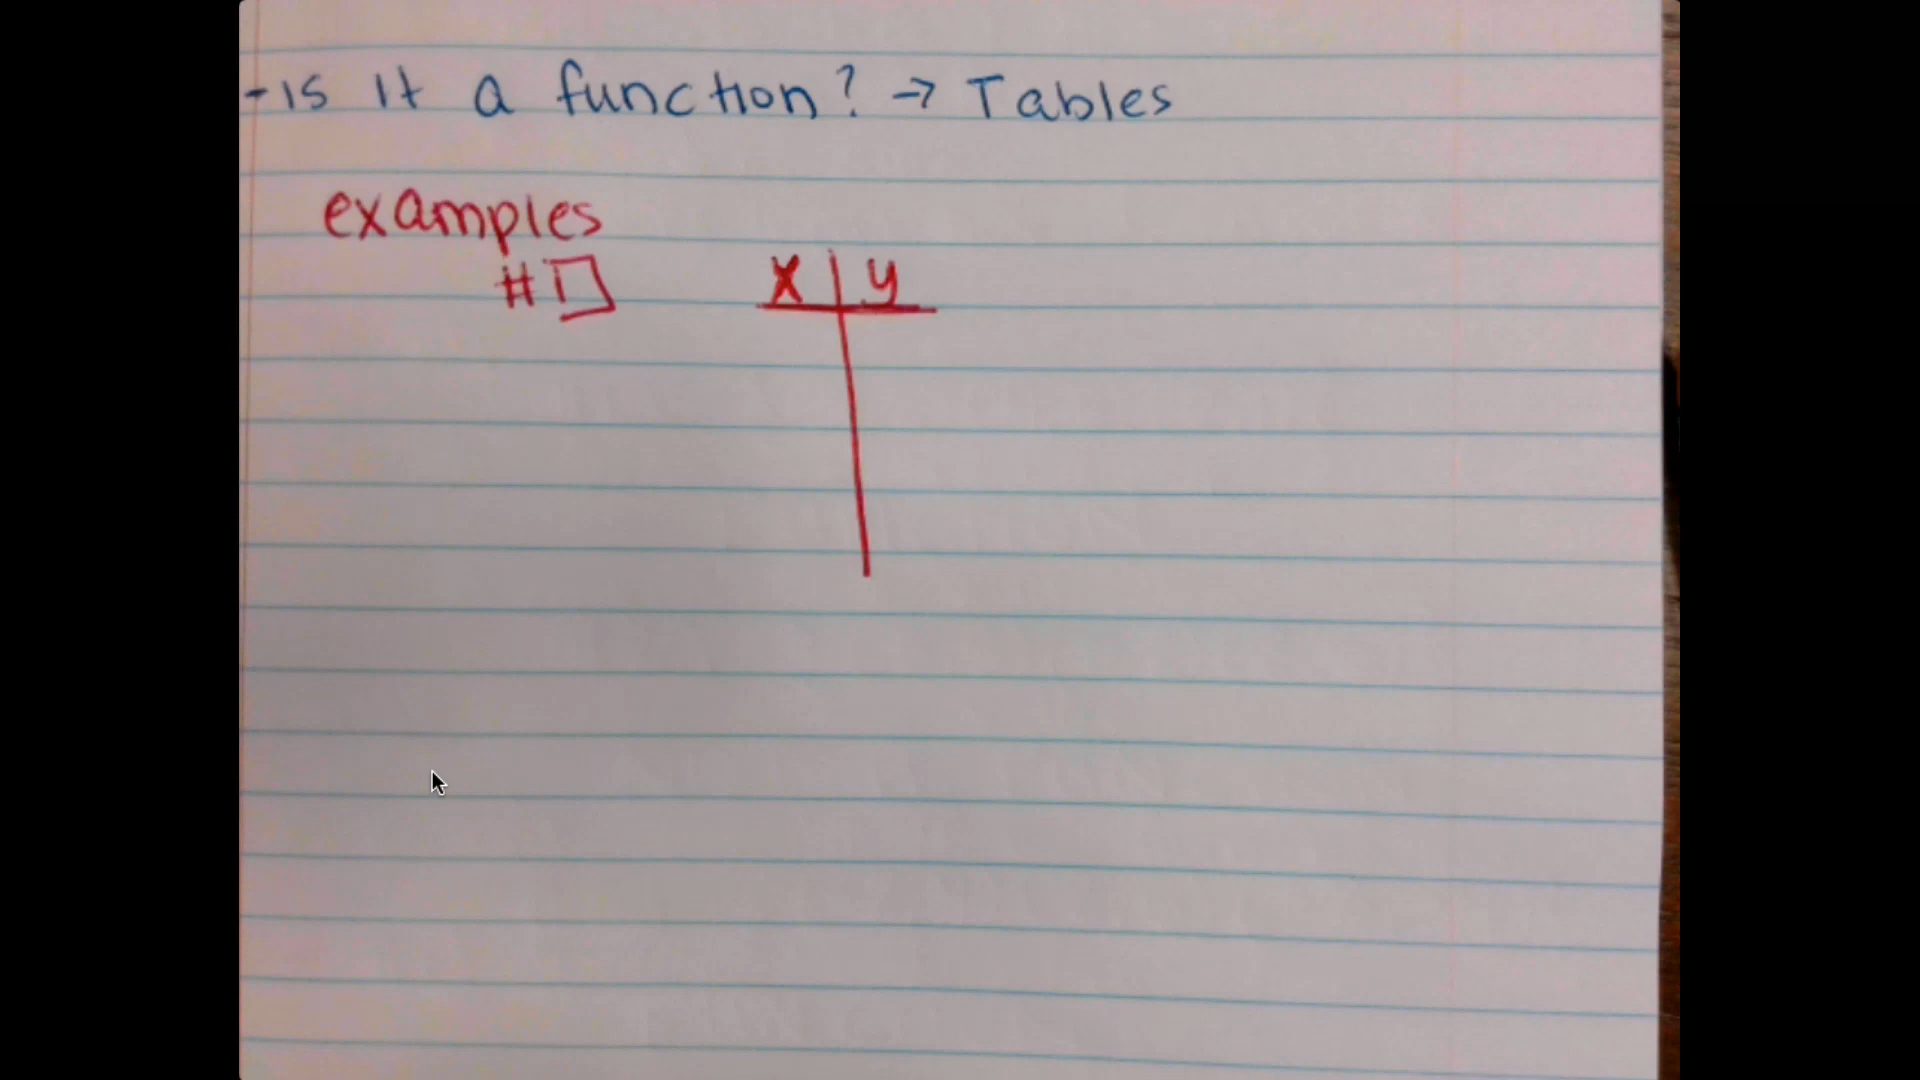 - Is it a function? → Tables
examples
#1
x | y